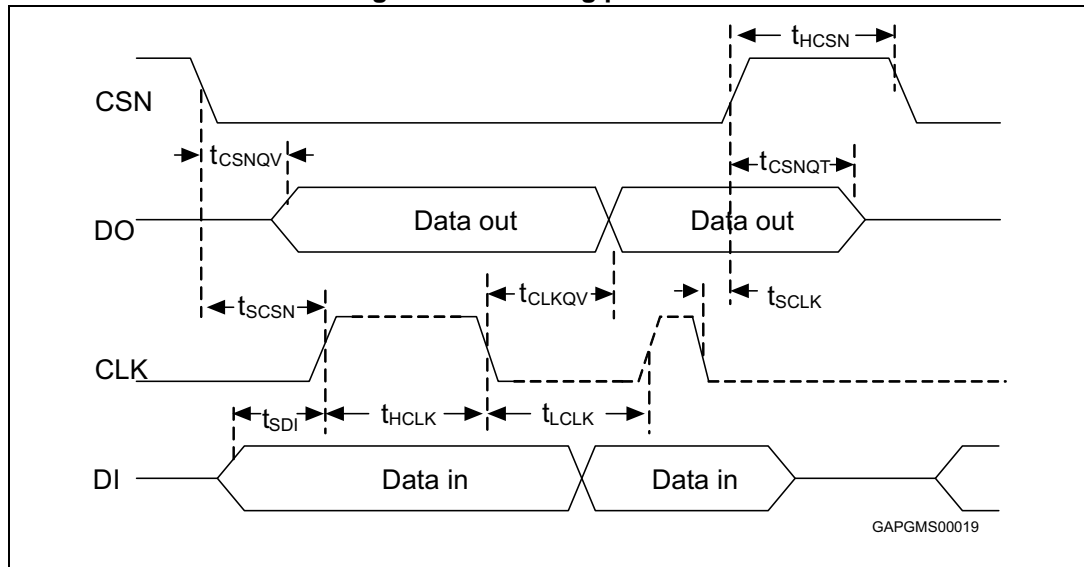 tHCSN
CSN
tCSNQV
tCSNQT
Data out
Data out
DO
tSCSN
tCLKQV
tSCLK
CLK
tSDI
tHCLK
tLCLK
DI
Data in
Data in
GAPGMS00019